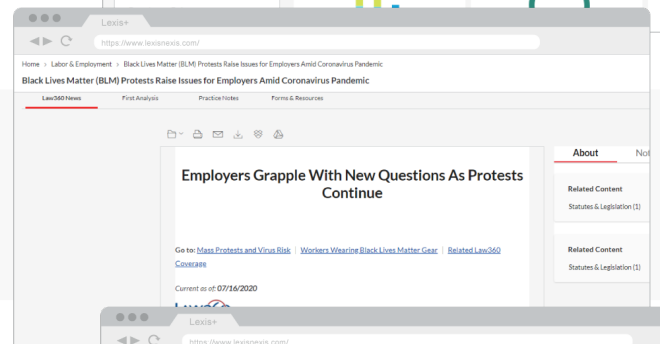 Lexis+
https://www.lexisnexis.com/
Home > Labor & Employment > Black Lives Matter (BLM) Protests Raise Issues for Employers Amid Coronavirus Pandemic
Black Lives Matter (BLM) Protests Raise Issues for Employers Amid Coronavirus Pandemic
Law360 News First Analysis Practice Notes Forms & Resources
About
Employers Grapple With New Questions As Protests
Continue
Related Content
Statutes & Legislation (1)
Go to: Mass Protests and Virus Risk | Workers Wearing Black Lives Matter Gear | Related Law360
Coverage
Related Content
Statutes & Legislation (1)
Current as of: 07/16/2020
Lexis+
https://www.lexisnexis.com/